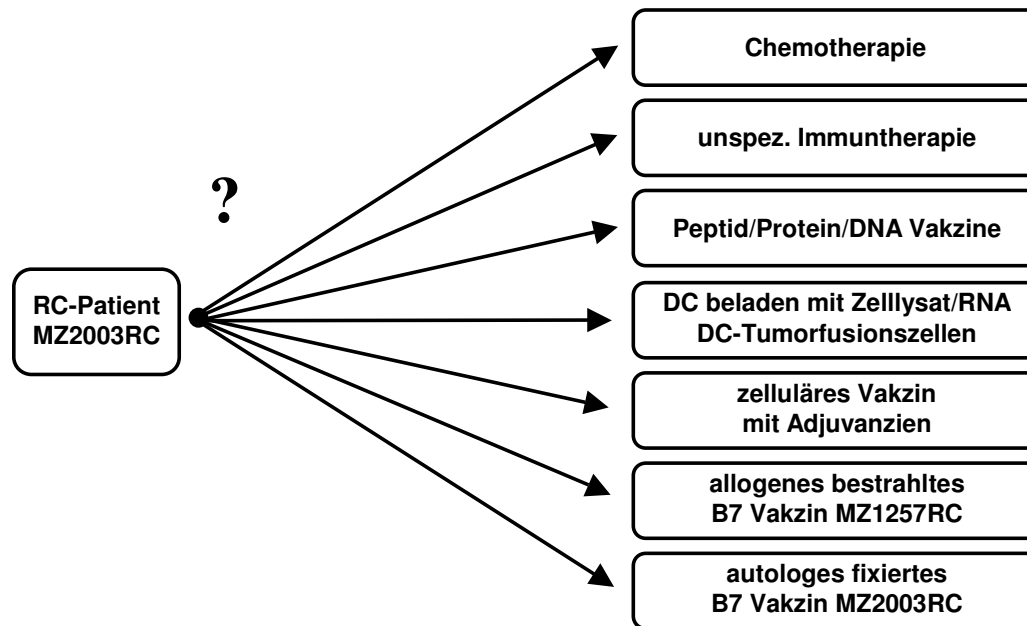 ?
RC-Patient
MZ2003RC
Chemotherapie
unspez. Immuntherapie
Peptid/Protein/DNA Vakzine
DC beladen mit Zelllysat/RNA
DC-Tumorfusionszellen
zelluläres Vakzin
mit Adjuvanzien
allogenes bestrahltes
B7 Vakzin MZ1257RC
autologes fixiertes
B7 Vakzin MZ2003RC